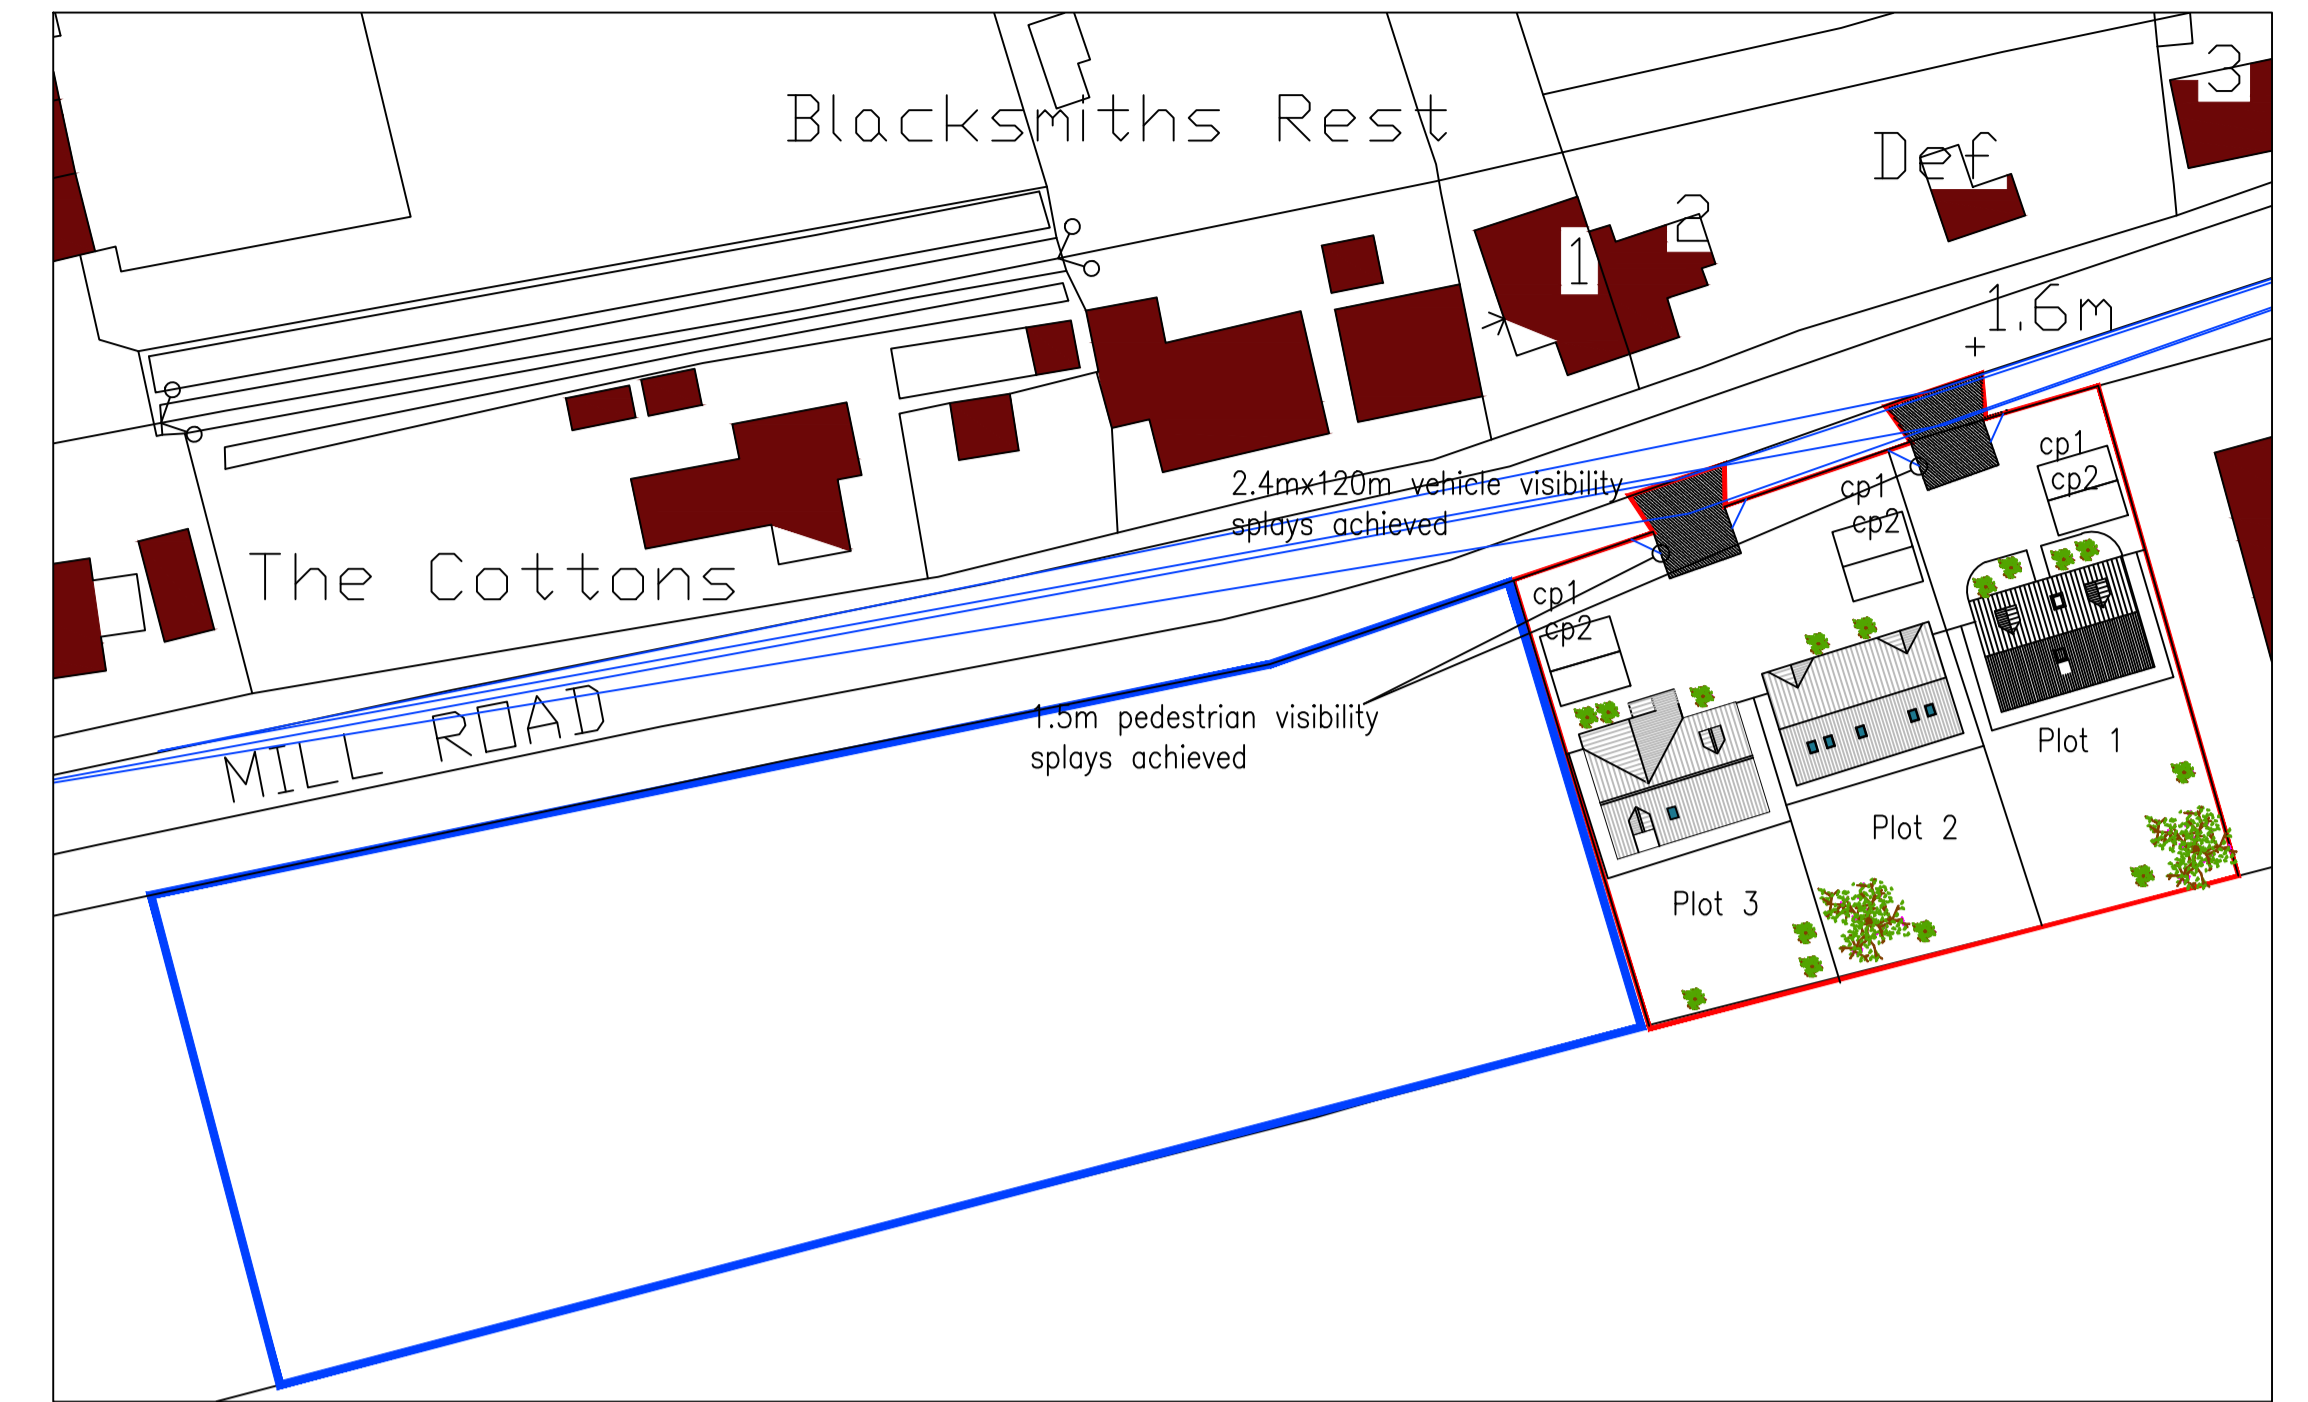 3
Blacksmiths Rest
Def
2
1
1.6m
cp1
cp2
2.4mx120m vehicle visibility
splays achieved
cp1
cp2
The Cottons
cp1
cp2
MILL ROAD
1.5m pedestrian visibility
splays achieved
Plot 1
Plot 2
Plot 3